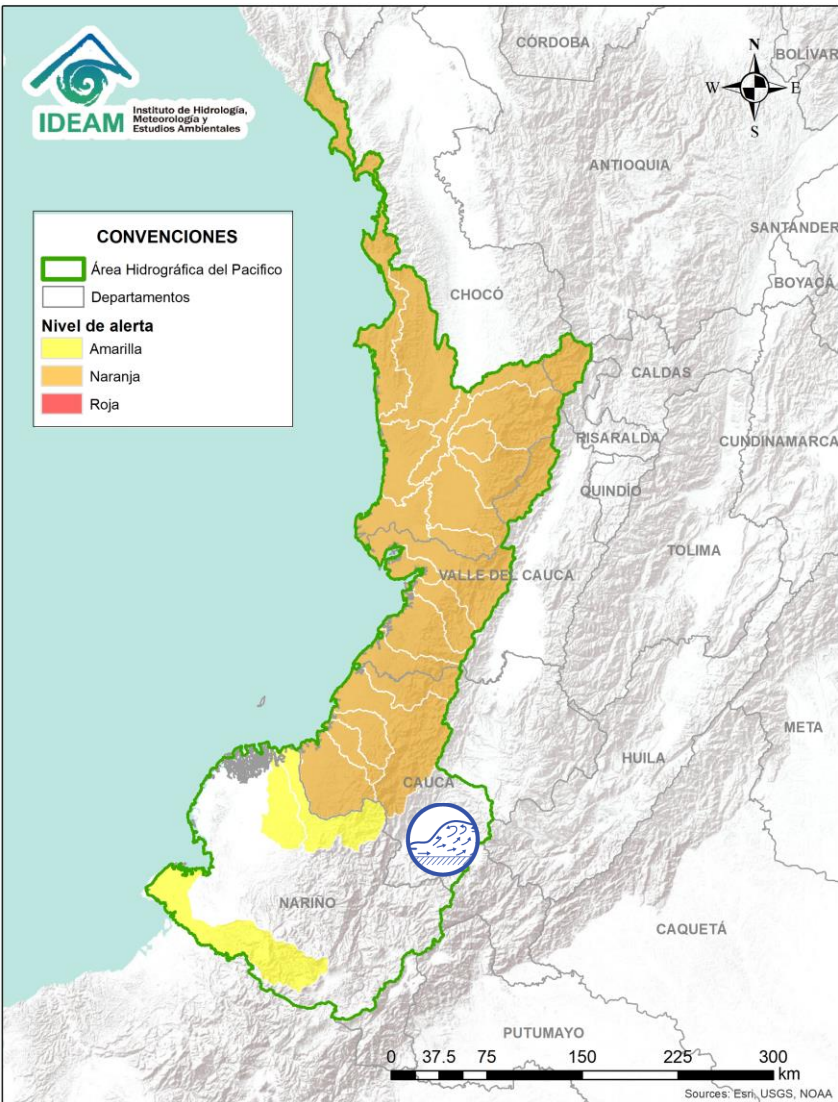 IDEAM
Instituto de Hidrología,
Meteorología y
Estudios Ambientales
N
W
E
S
CÓRDOBA
BOLÍVAR
ANTIOQUIA
SANTANDER
BOYACÁ
CHOCÓ
CALDAS
RISARALDA
CUNDINAMARCA
QUINDÍO
TOLIMA
VALLE DEL CAUCA
META
HUILA
CAUCA
NARIÑO
CAQUETÁ
PUTUMAYO
CONVENCIONES
Área Hidrográfica del Pacifico
Departamentos
Nivel de alerta
Amarilla
Naranja
Roja
0 37.5 75 150 225 300
km
Sources: Esri, USGS, NOAA